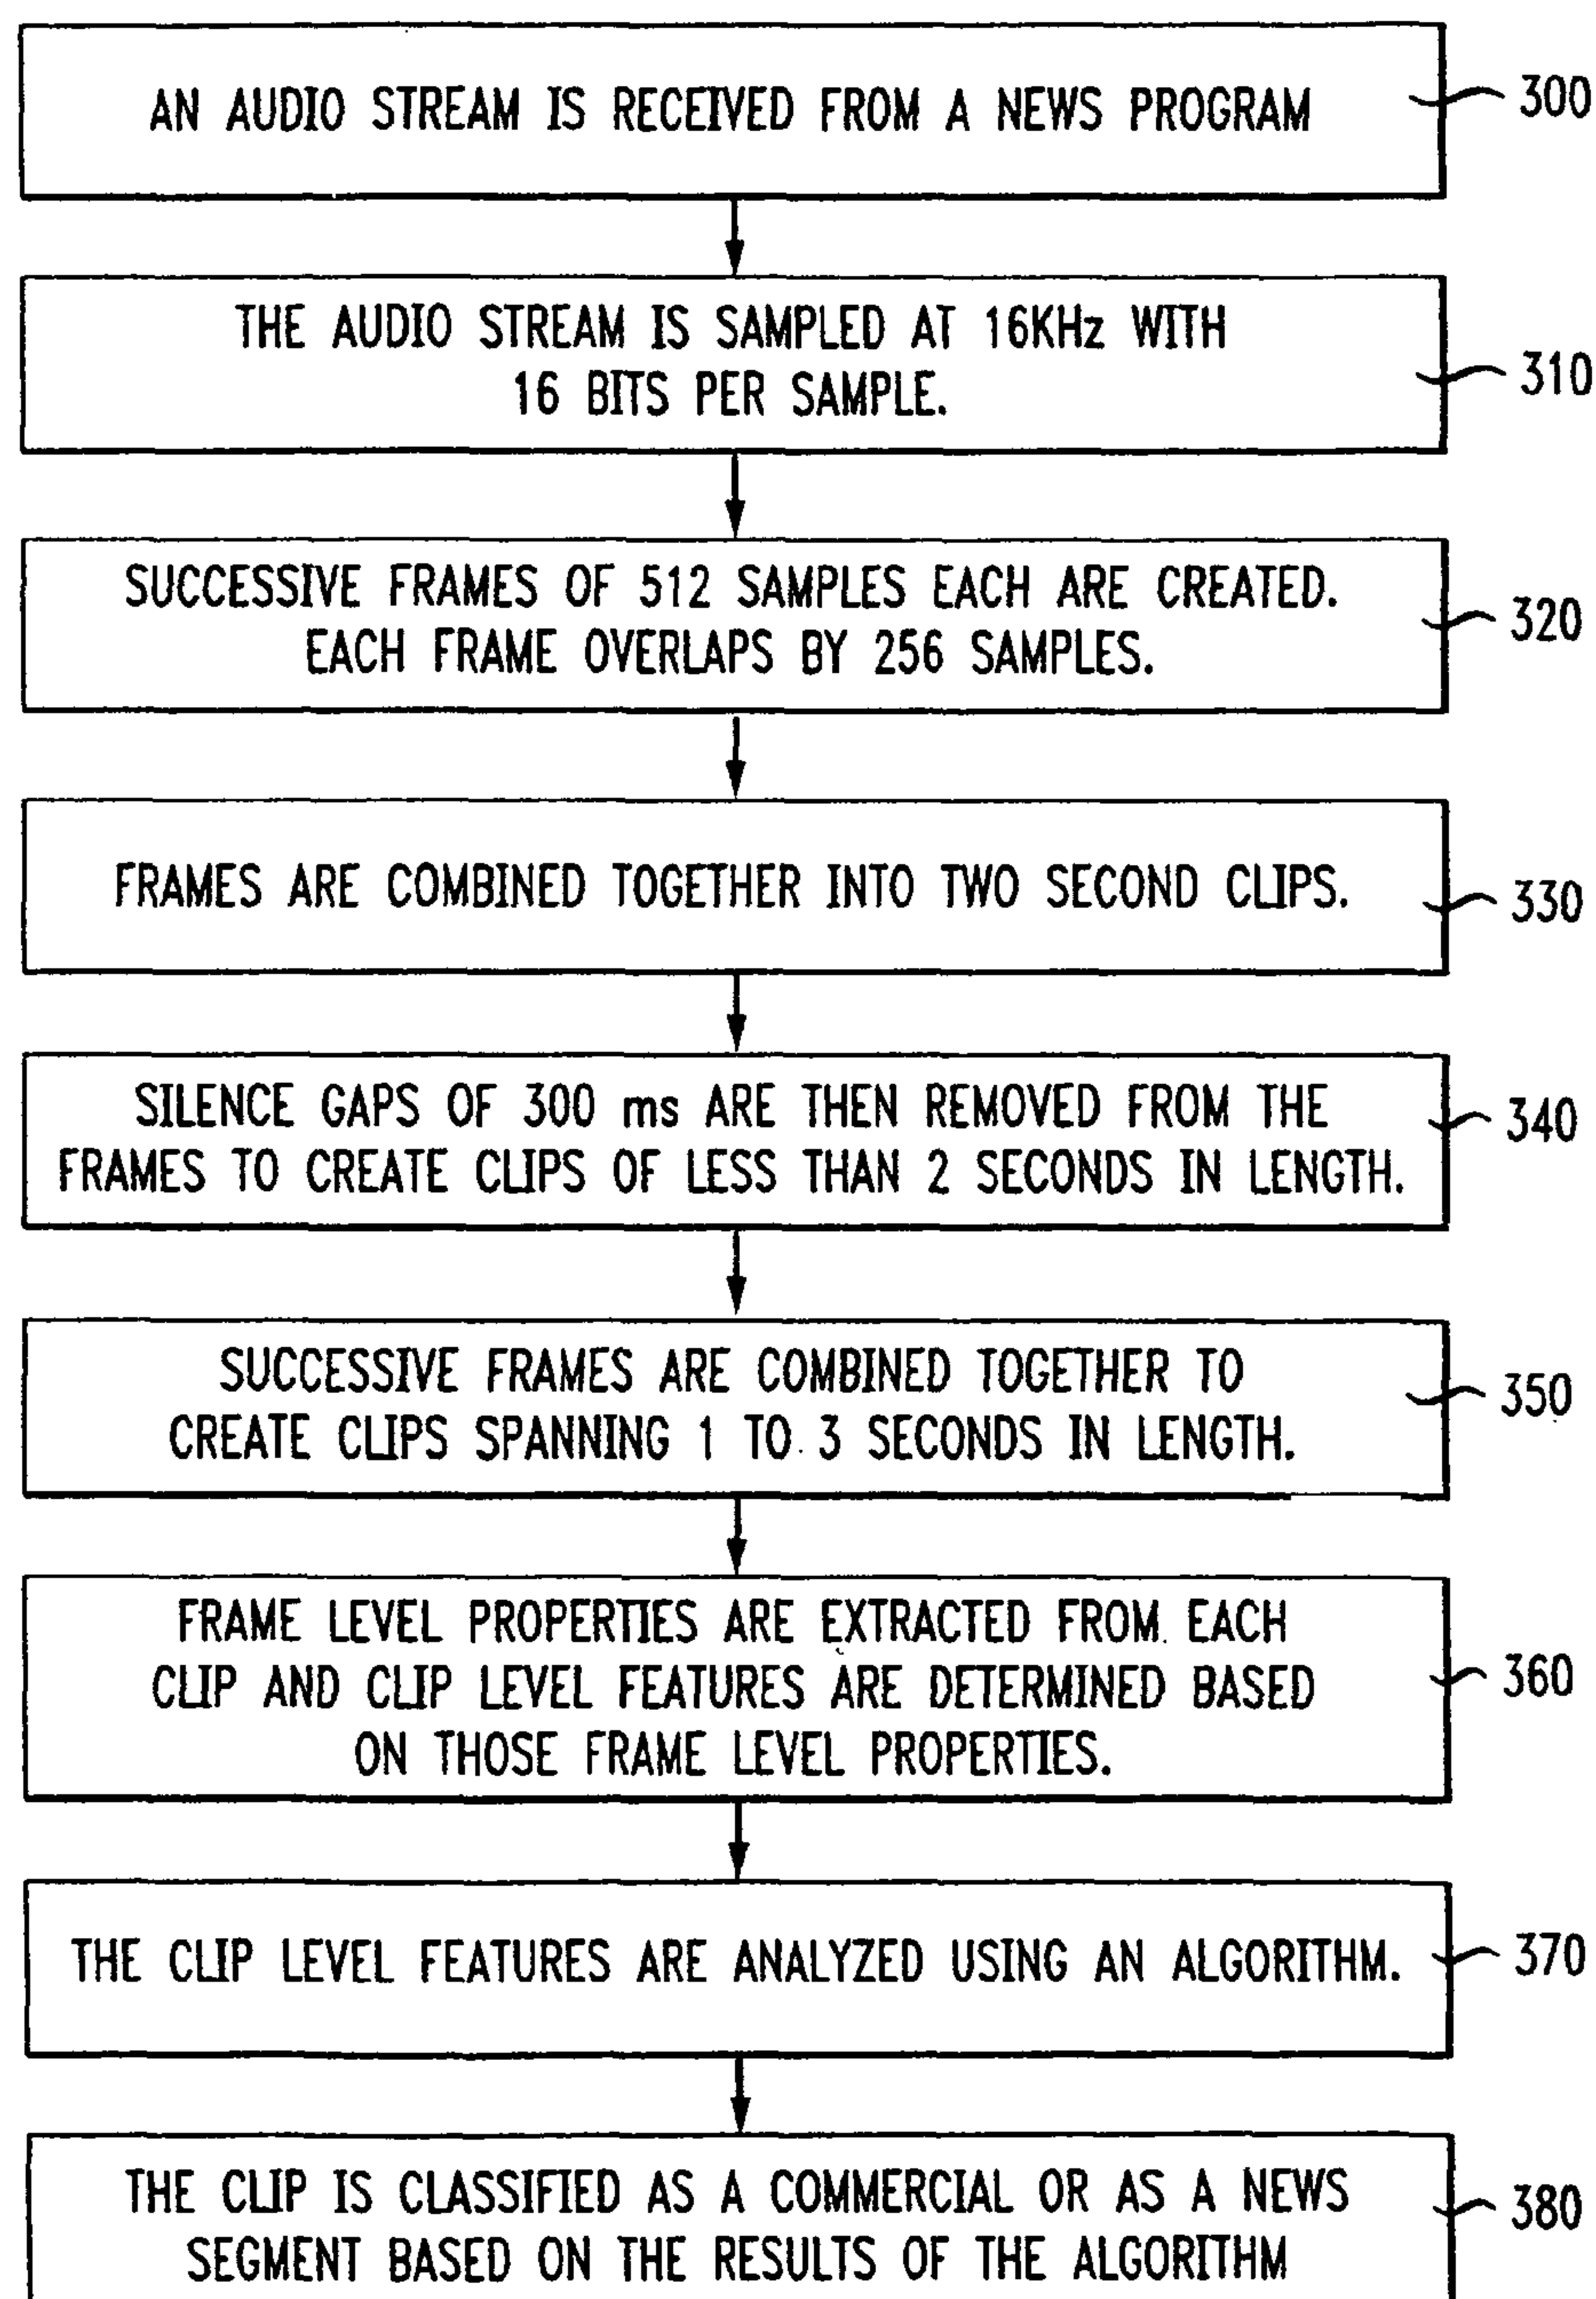 AN AUDIO STREAM IS RECEIVED FROM A NEWS PROGRAM
300
THE AUDIO STREAM IS SAMPLED AT 16KHz WITH
16 BITS PER SAMPLE.
310
SUCCESSIVE FRAMES OF 512 SAMPLES EACH ARE CREATED.
EACH FRAME OVERLAPS BY 256 SAMPLES.
320
FRAMES ARE COMBINED TOGETHER INTO TWO SECOND CLIPS.
330
SILENCE GAPS OF 300 ms ARE THEN REMOVED FROM THE
FRAMES TO CREATE CLIPS OF LESS THAN 2 SECONDS IN LENGTH.
340
SUCCESSIVE FRAMES ARE COMBINED TOGETHER TO
CREATE CLIPS SPANNING 1 TO 3 SECONDS IN LENGTH.
350
FRAME LEVEL PROPERTIES ARE EXTRACTED FROM EACH
CLIP AND CLIP LEVEL FEATURES ARE DETERMINED BASED
ON THOSE FRAME LEVEL PROPERTIES.
360
THE CLIP LEVEL FEATURES ARE ANALYZED USING AN ALGORITHM.
370
THE CLIP IS CLASSIFIED AS A COMMERCIAL OR AS A NEWS
SEGMENT BASED ON THE RESULTS OF THE ALGORITHM
380